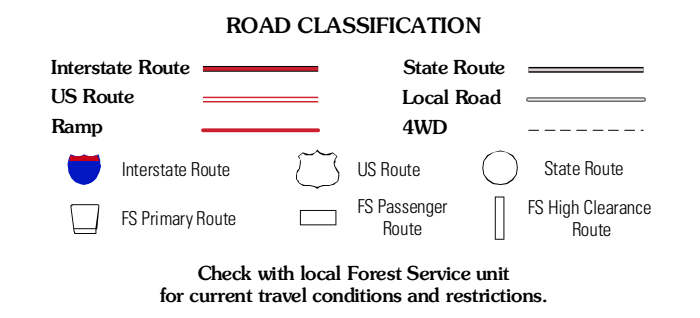 ROAD CLASSIFICATION
Interstate Route
State Route
US Route
Local Road
Ramp
4WD
Interstate Route
US Route
State Route
FS Primary Route
FS Passenger
Route
FS High Clearance
Route
Check with local Forest Service unit
for current travel conditions and restrictions.